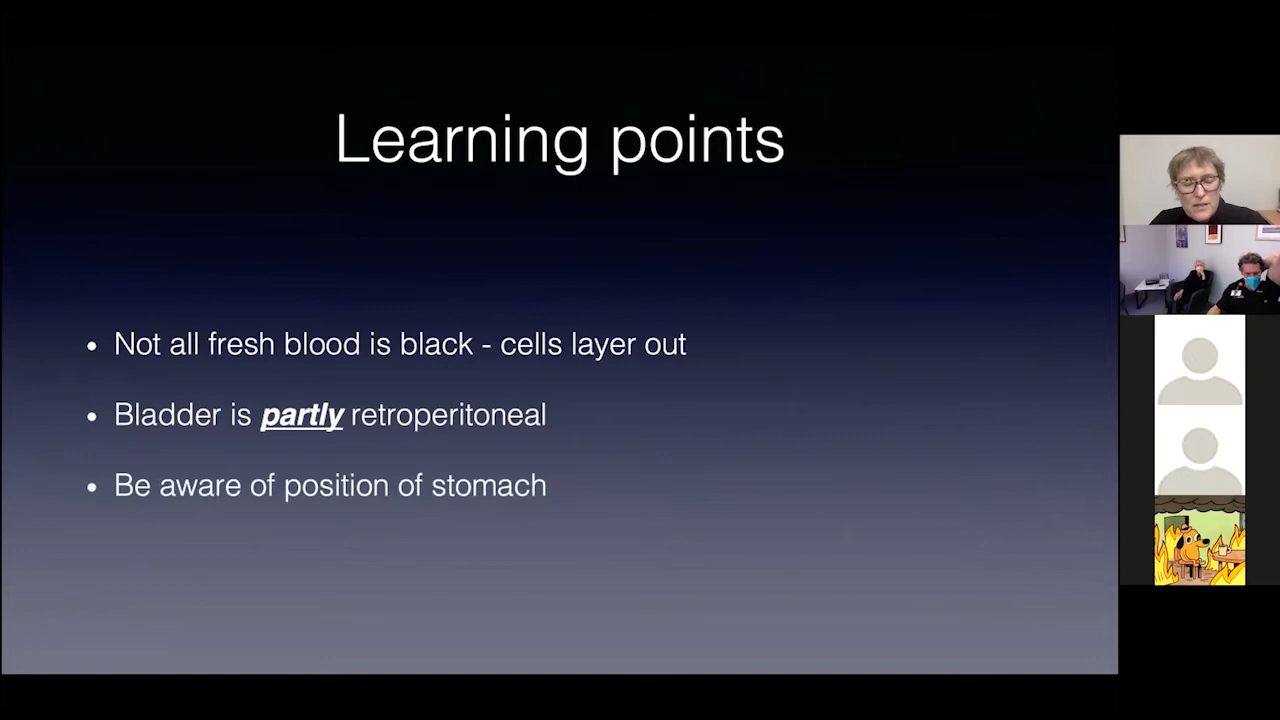 Learning points
• Not all fresh blood is black - cells layer out
• Bladder is partly retroperitoneal
• Be aware of position of stomach